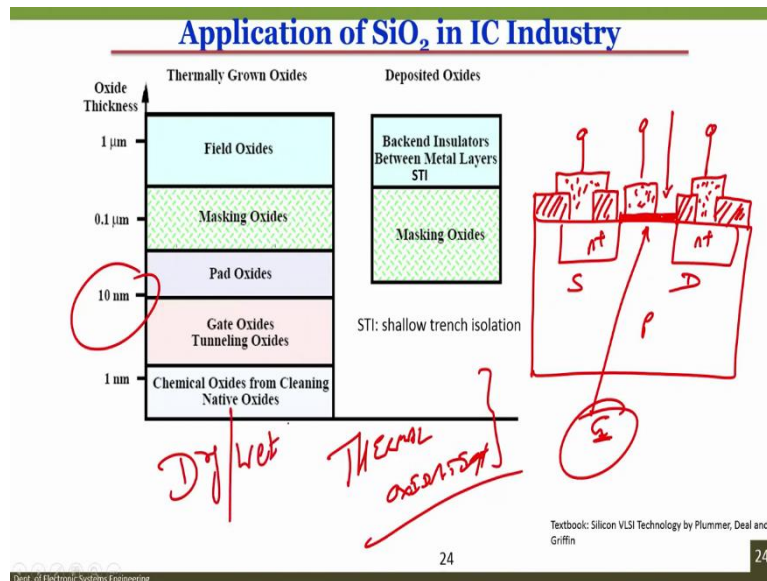 Application of SiO₂ in IC Industry
Thermally Grown Oxides
Deposited Oxides
Oxide
Thickness
1 μm
0.1 μm
10 nm
1 nm
Field Oxides
Masking Oxides
Pad Oxides
Gate Oxides
Tunneling Oxides
Chemical Oxides from Cleaning
Native Oxides
Backend Insulators
Between Metal Layers
STI
Masking Oxides
STI: shallow trench isolation
n+
n+
S
D
P
Dry/wet
THERMAL
Textbook: Silicon VLSI Technology by Plummer, Deal and
Griffin
24
24
Dept. of Electronic Systems Engineering